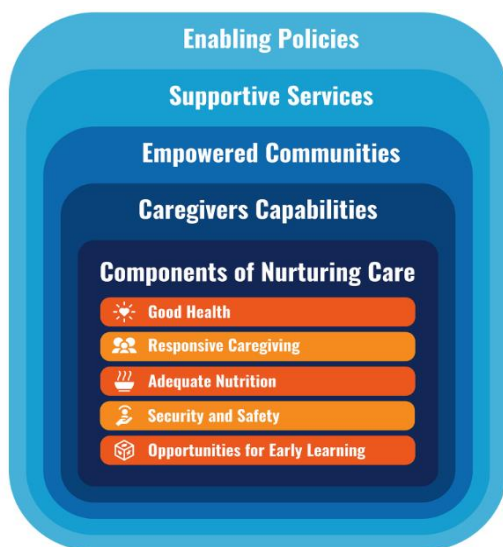 Enabling Policies
Supportive Services
Empowered Communities
Caregivers Capabilities
Components of Nurturing Care
Good Health
Responsive Caregiving
Adequate Nutrition
Security and Safety
Opportunities for Early Learning